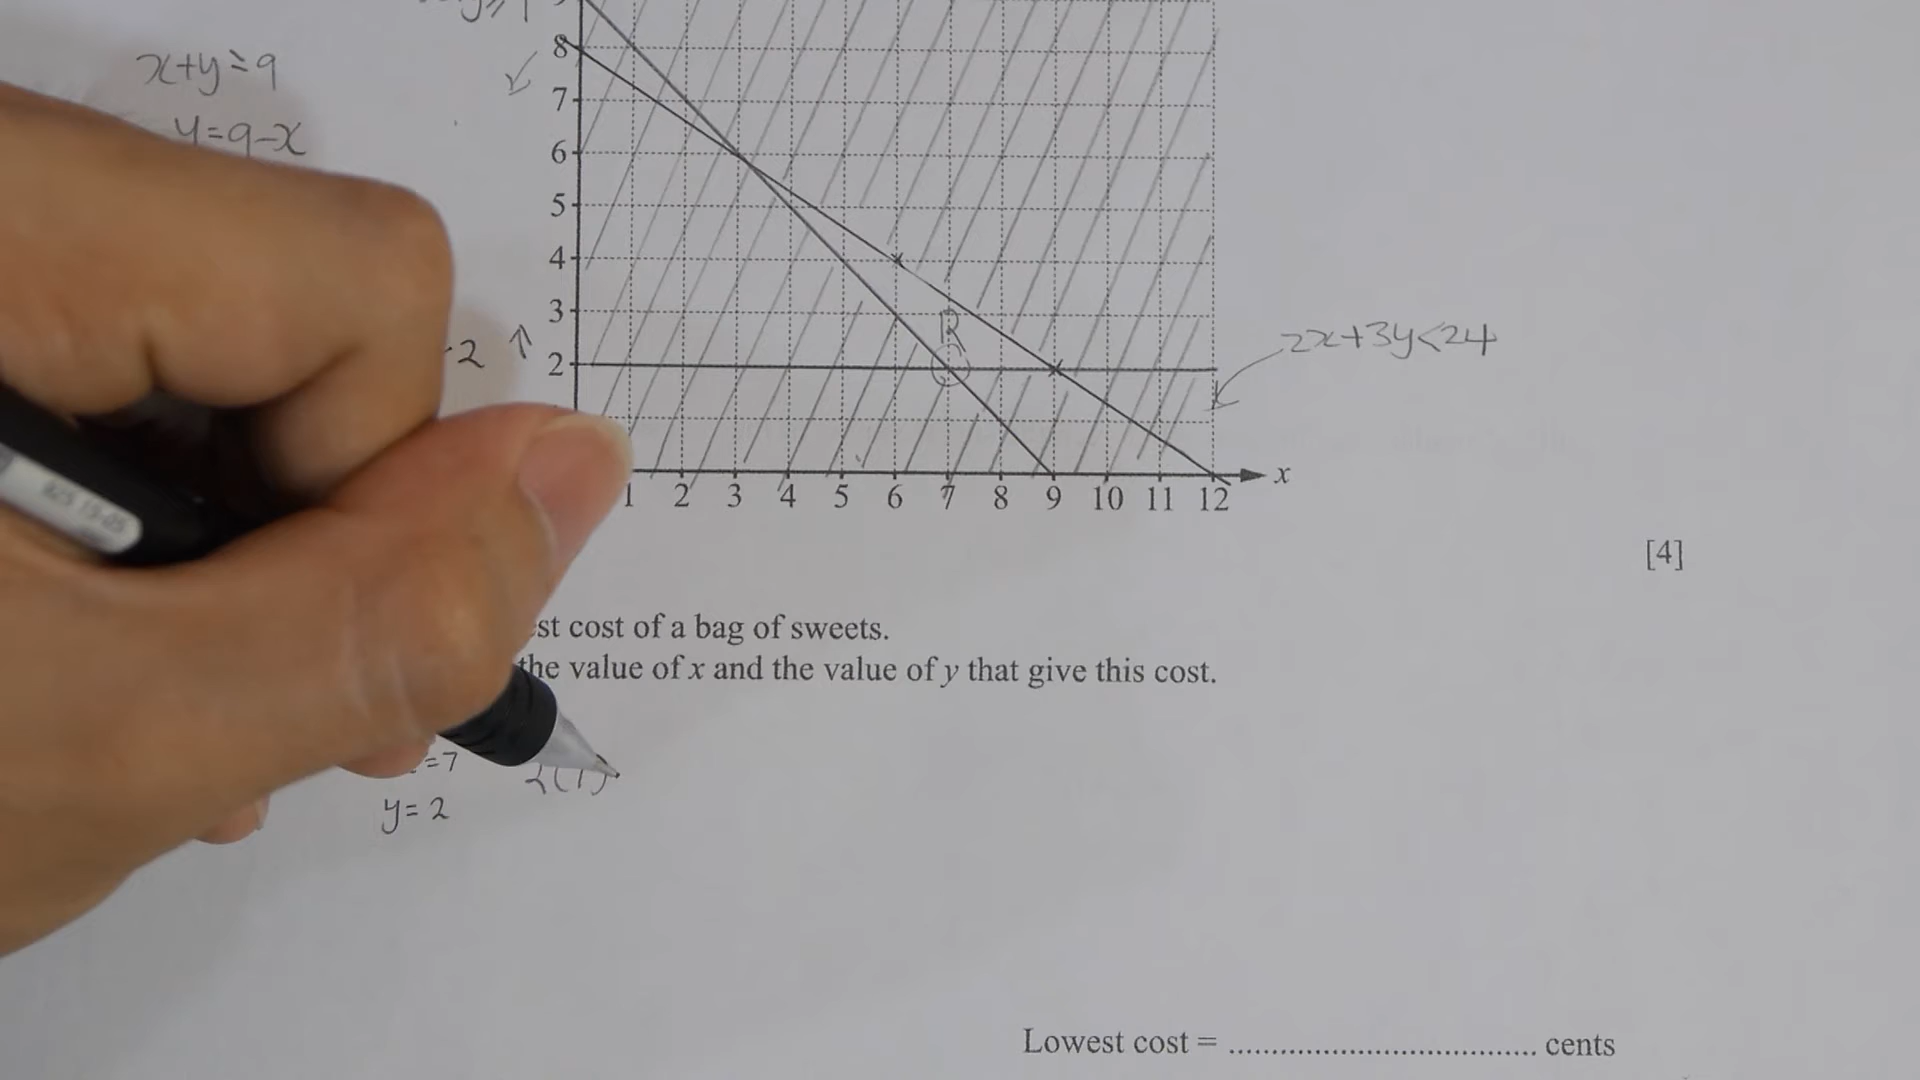 x+y≥9
y=9-x
8
7
6
5
4
3
2
-2
R
2x+3y<24
1 2 3 4 5 6 7 8 9 10 11 12
x
[4]
cost of a bag of sweets.
the value of x and the value of y that give this cost.
=7
y=2
2(7)
Lowest cost = .................................... cents